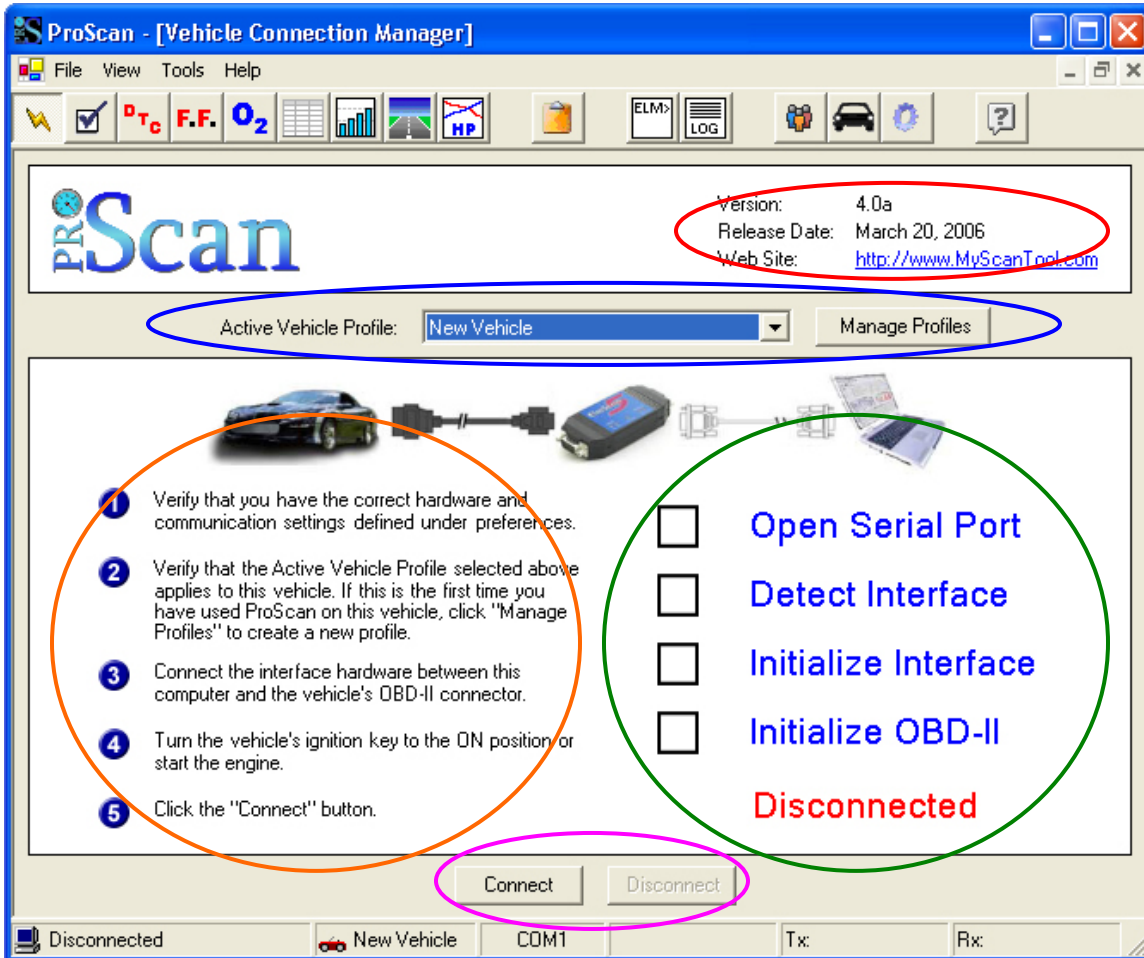 ProScan - [Vehicle Connection Manager]
File View Tools Help
DTC F.F. O2 HP ELM> LOG ?
PRO Scan
Version: 4.0a
Release Date: March 20, 2006
Web Site: http://www.MyScanTool.com
Active Vehicle Profile: New Vehicle Manage Profiles
1 Verify that you have the correct hardware and
communication settings defined under preferences.
2 Verify that the Active Vehicle Profile selected above
applies to this vehicle. If this is the first time you
have used ProScan on this vehicle, click "Manage
Profiles" to create a new profile.
3 Connect the interface hardware between this
computer and the vehicle's OBD-II connector.
4 Turn the vehicle's ignition key to the ON position or
start the engine.
5 Click the "Connect" button.
Open Serial Port
Detect Interface
Initialize Interface
Initialize OBD-II
Disconnected
Connect Disconnect
Disconnected New Vehicle COM1 Tx: Rx: